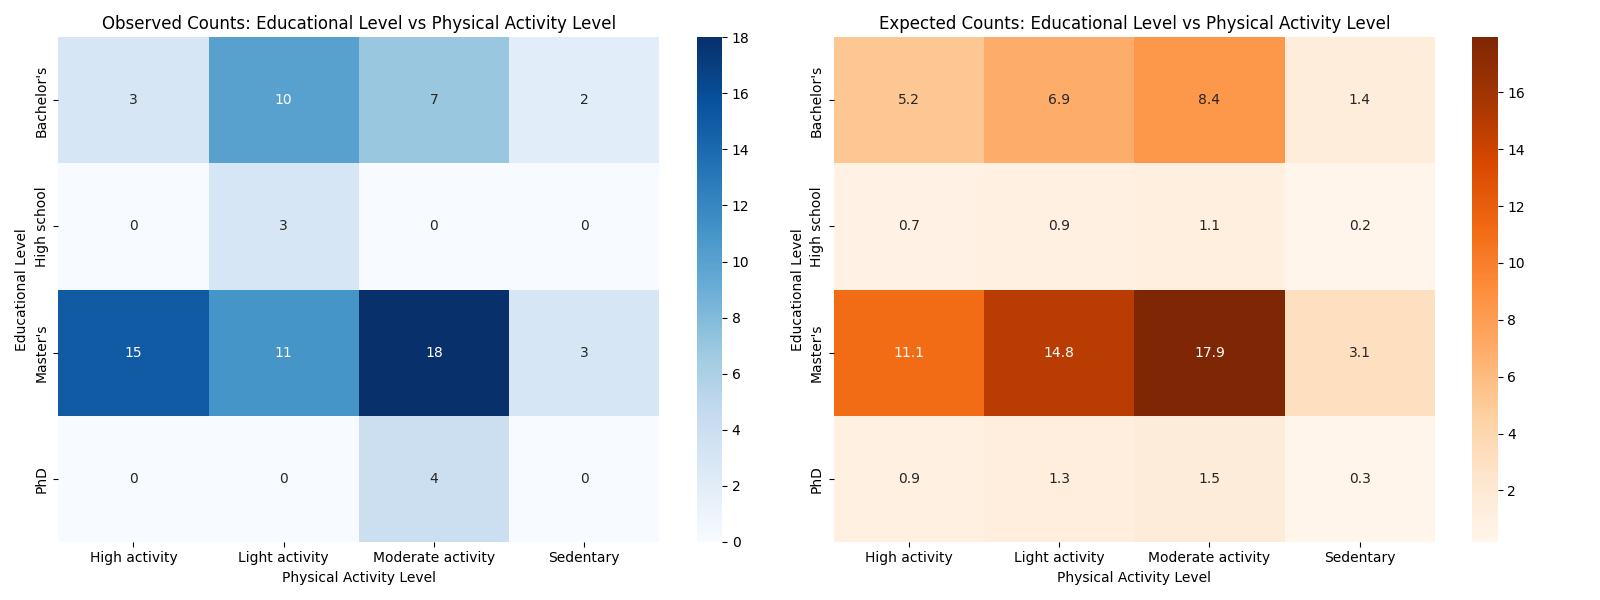 Observed Counts: Educational Level vs Physical Activity Level
Educational Level
Bachelor's
High school
Master's
PhD
3 10 7 2
0 3 0 0
15 11 18 3
0 0 4 0
High activity Light activity Moderate activity Sedentary
Physical Activity Level
18
16
14
12
10
8
6
4
2
0
Expected Counts: Educational Level vs Physical Activity Level
Educational Level
Bachelor's
High school
Master's
PhD
5.2 6.9 8.4 1.4
0.7 0.9 1.1 0.2
11.1 14.8 17.9 3.1
0.9 1.3 1.5 0.3
High activity Light activity Moderate activity Sedentary
Physical Activity Level
16
14
12
10
8
6
4
2